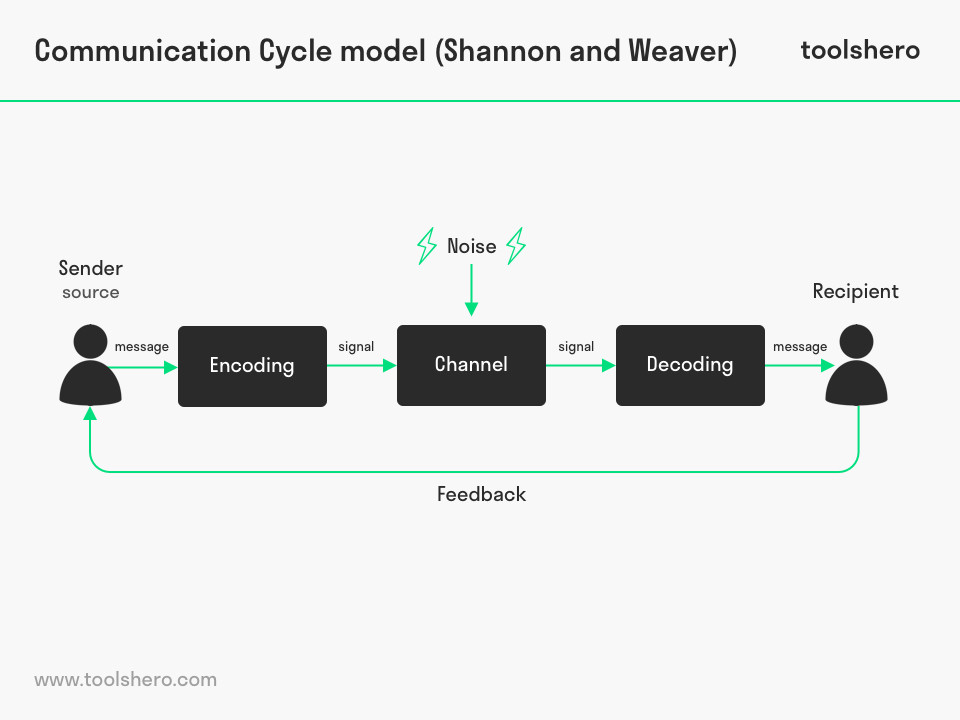 Communication Cycle model (Shannon and Weaver)
toolshero
Noise
Sender
source
Recipient
message
signal
signal
message
Encoding
Channel
Decoding
Feedback
www.toolshero.com